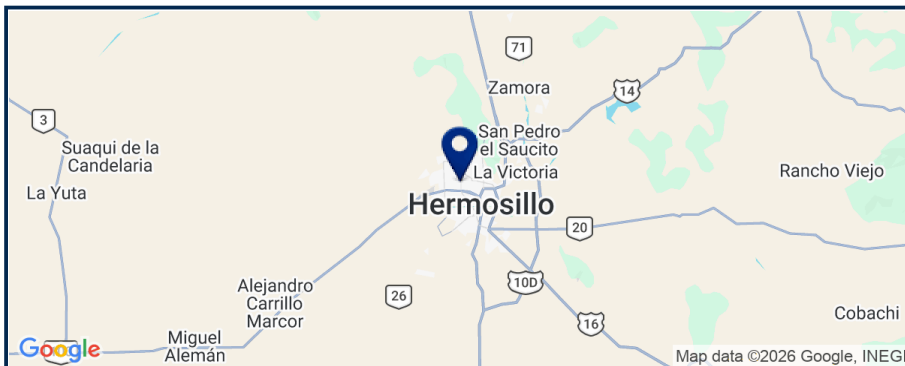 71
Zamora
14
3
San Pedro
el Saucito
Suaqui de la
Candelaria
La Victoria
Rancho Viejo
La Yuta
Hermosillo
20
10D
Alejandro
Carrillo
Marcor
26
Cobachi
16
Miguel
Alemán
Google
Map data ©2026 Google, INEGI